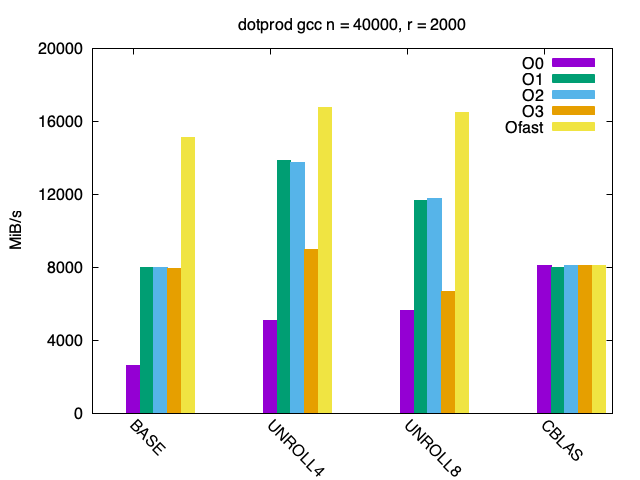 dotprod gcc n = 40000, r = 2000
20000
16000
12000
8000
4000
0
MiB/s
O0
O1
O2
O3
Ofast
BASE
UNROLL4
UNROLL8
CBLAS